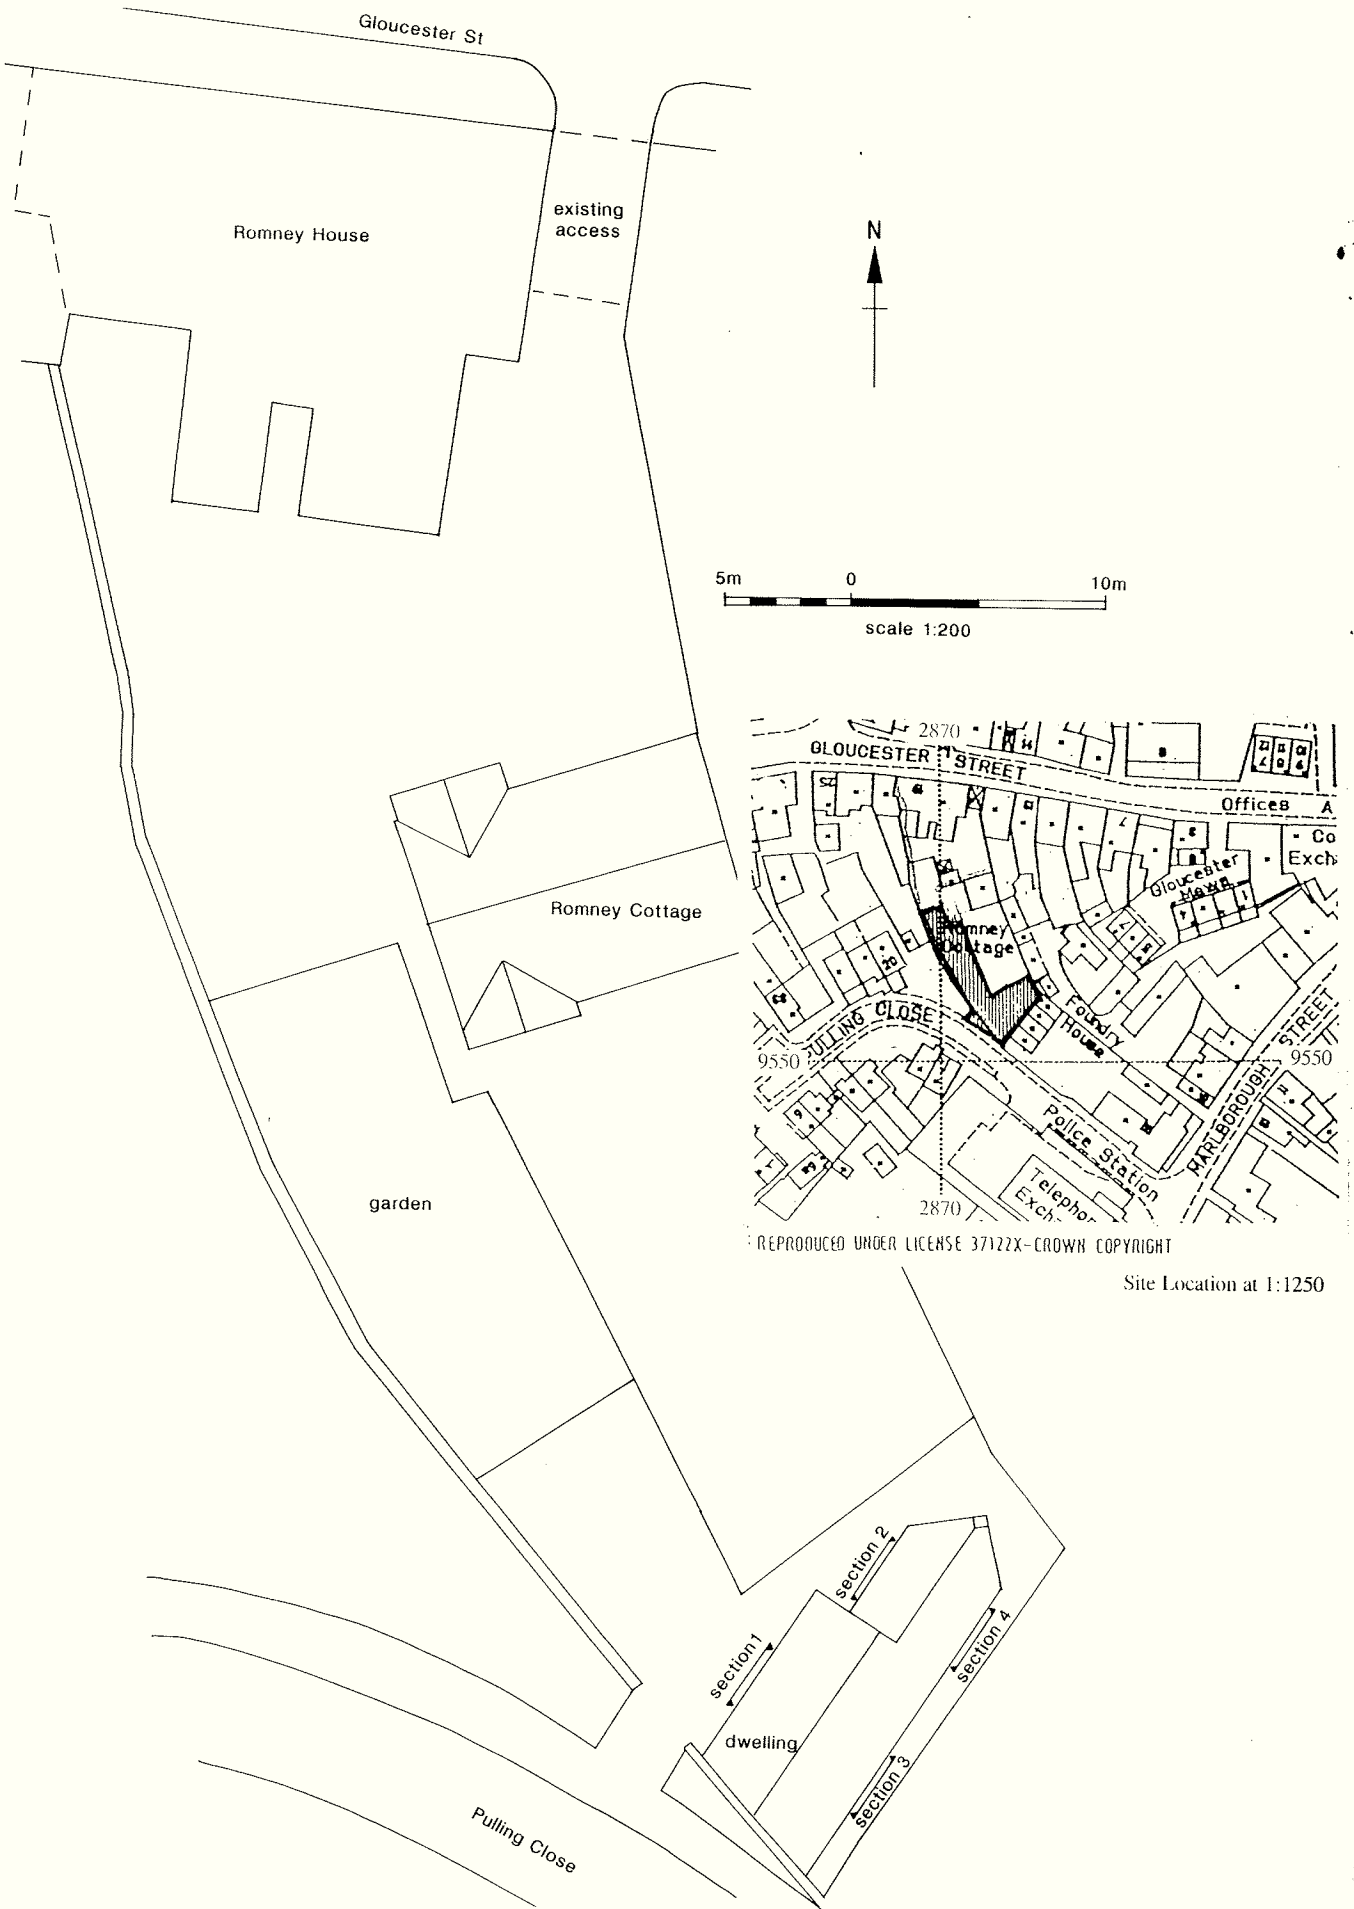 Gloucester St
existing
access
Romney House
N
5m 0 10m
scale 1:200
Romney Cottage
garden
section 1
section 2
section 3
section 4
dwelling
Pulling Close
2870
GLOUCESTER STREET
Offices A
Co
Exch
Gloucester
Mews
Cottage
20
PULLING CLOSE
Foundry
House
9550
9550
MARLBOROUGH STREET
Police Station
Telephon
Exch
2870
REPRODUCED UNDER LICENSE 37122X-CROWN COPYRIGHT
Site Location at 1:1250